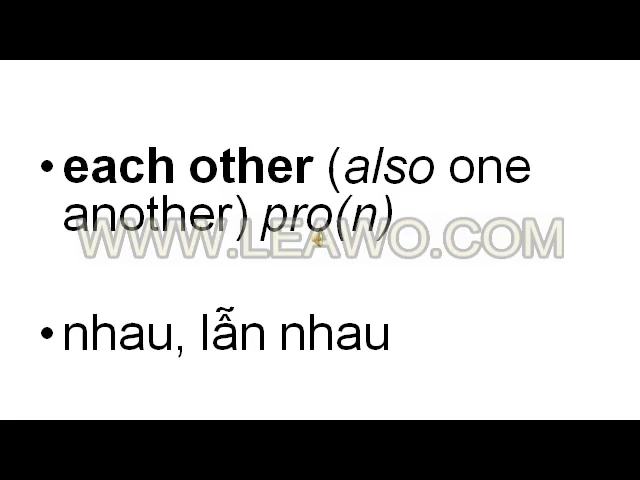 • each other (also one
another) pro(n)
WWW.LEAWO.COM
• nhau, lẫn nhau